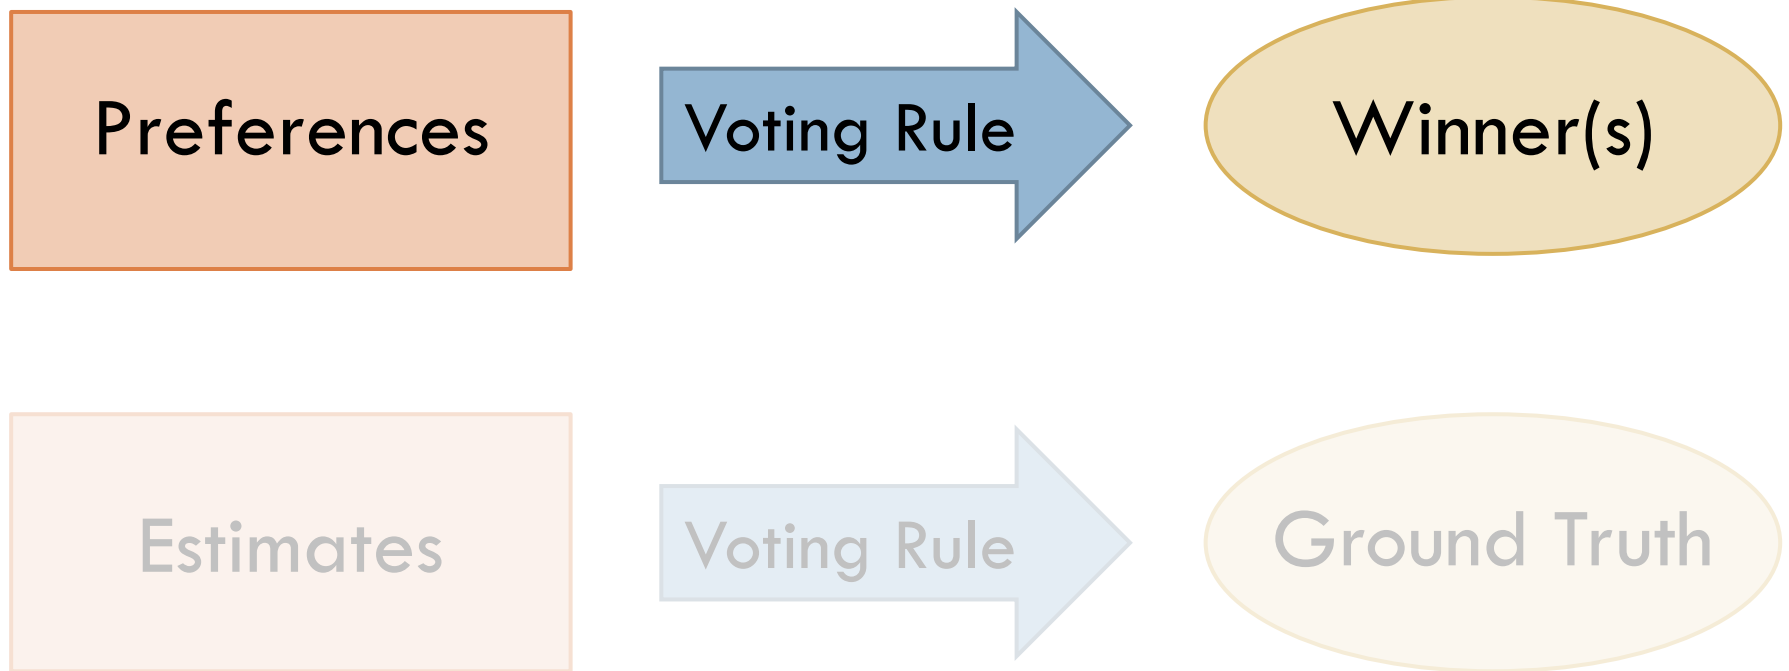 Preferences
Voting Rule
Winner(s)
Estimates
Voting Rule
Ground Truth